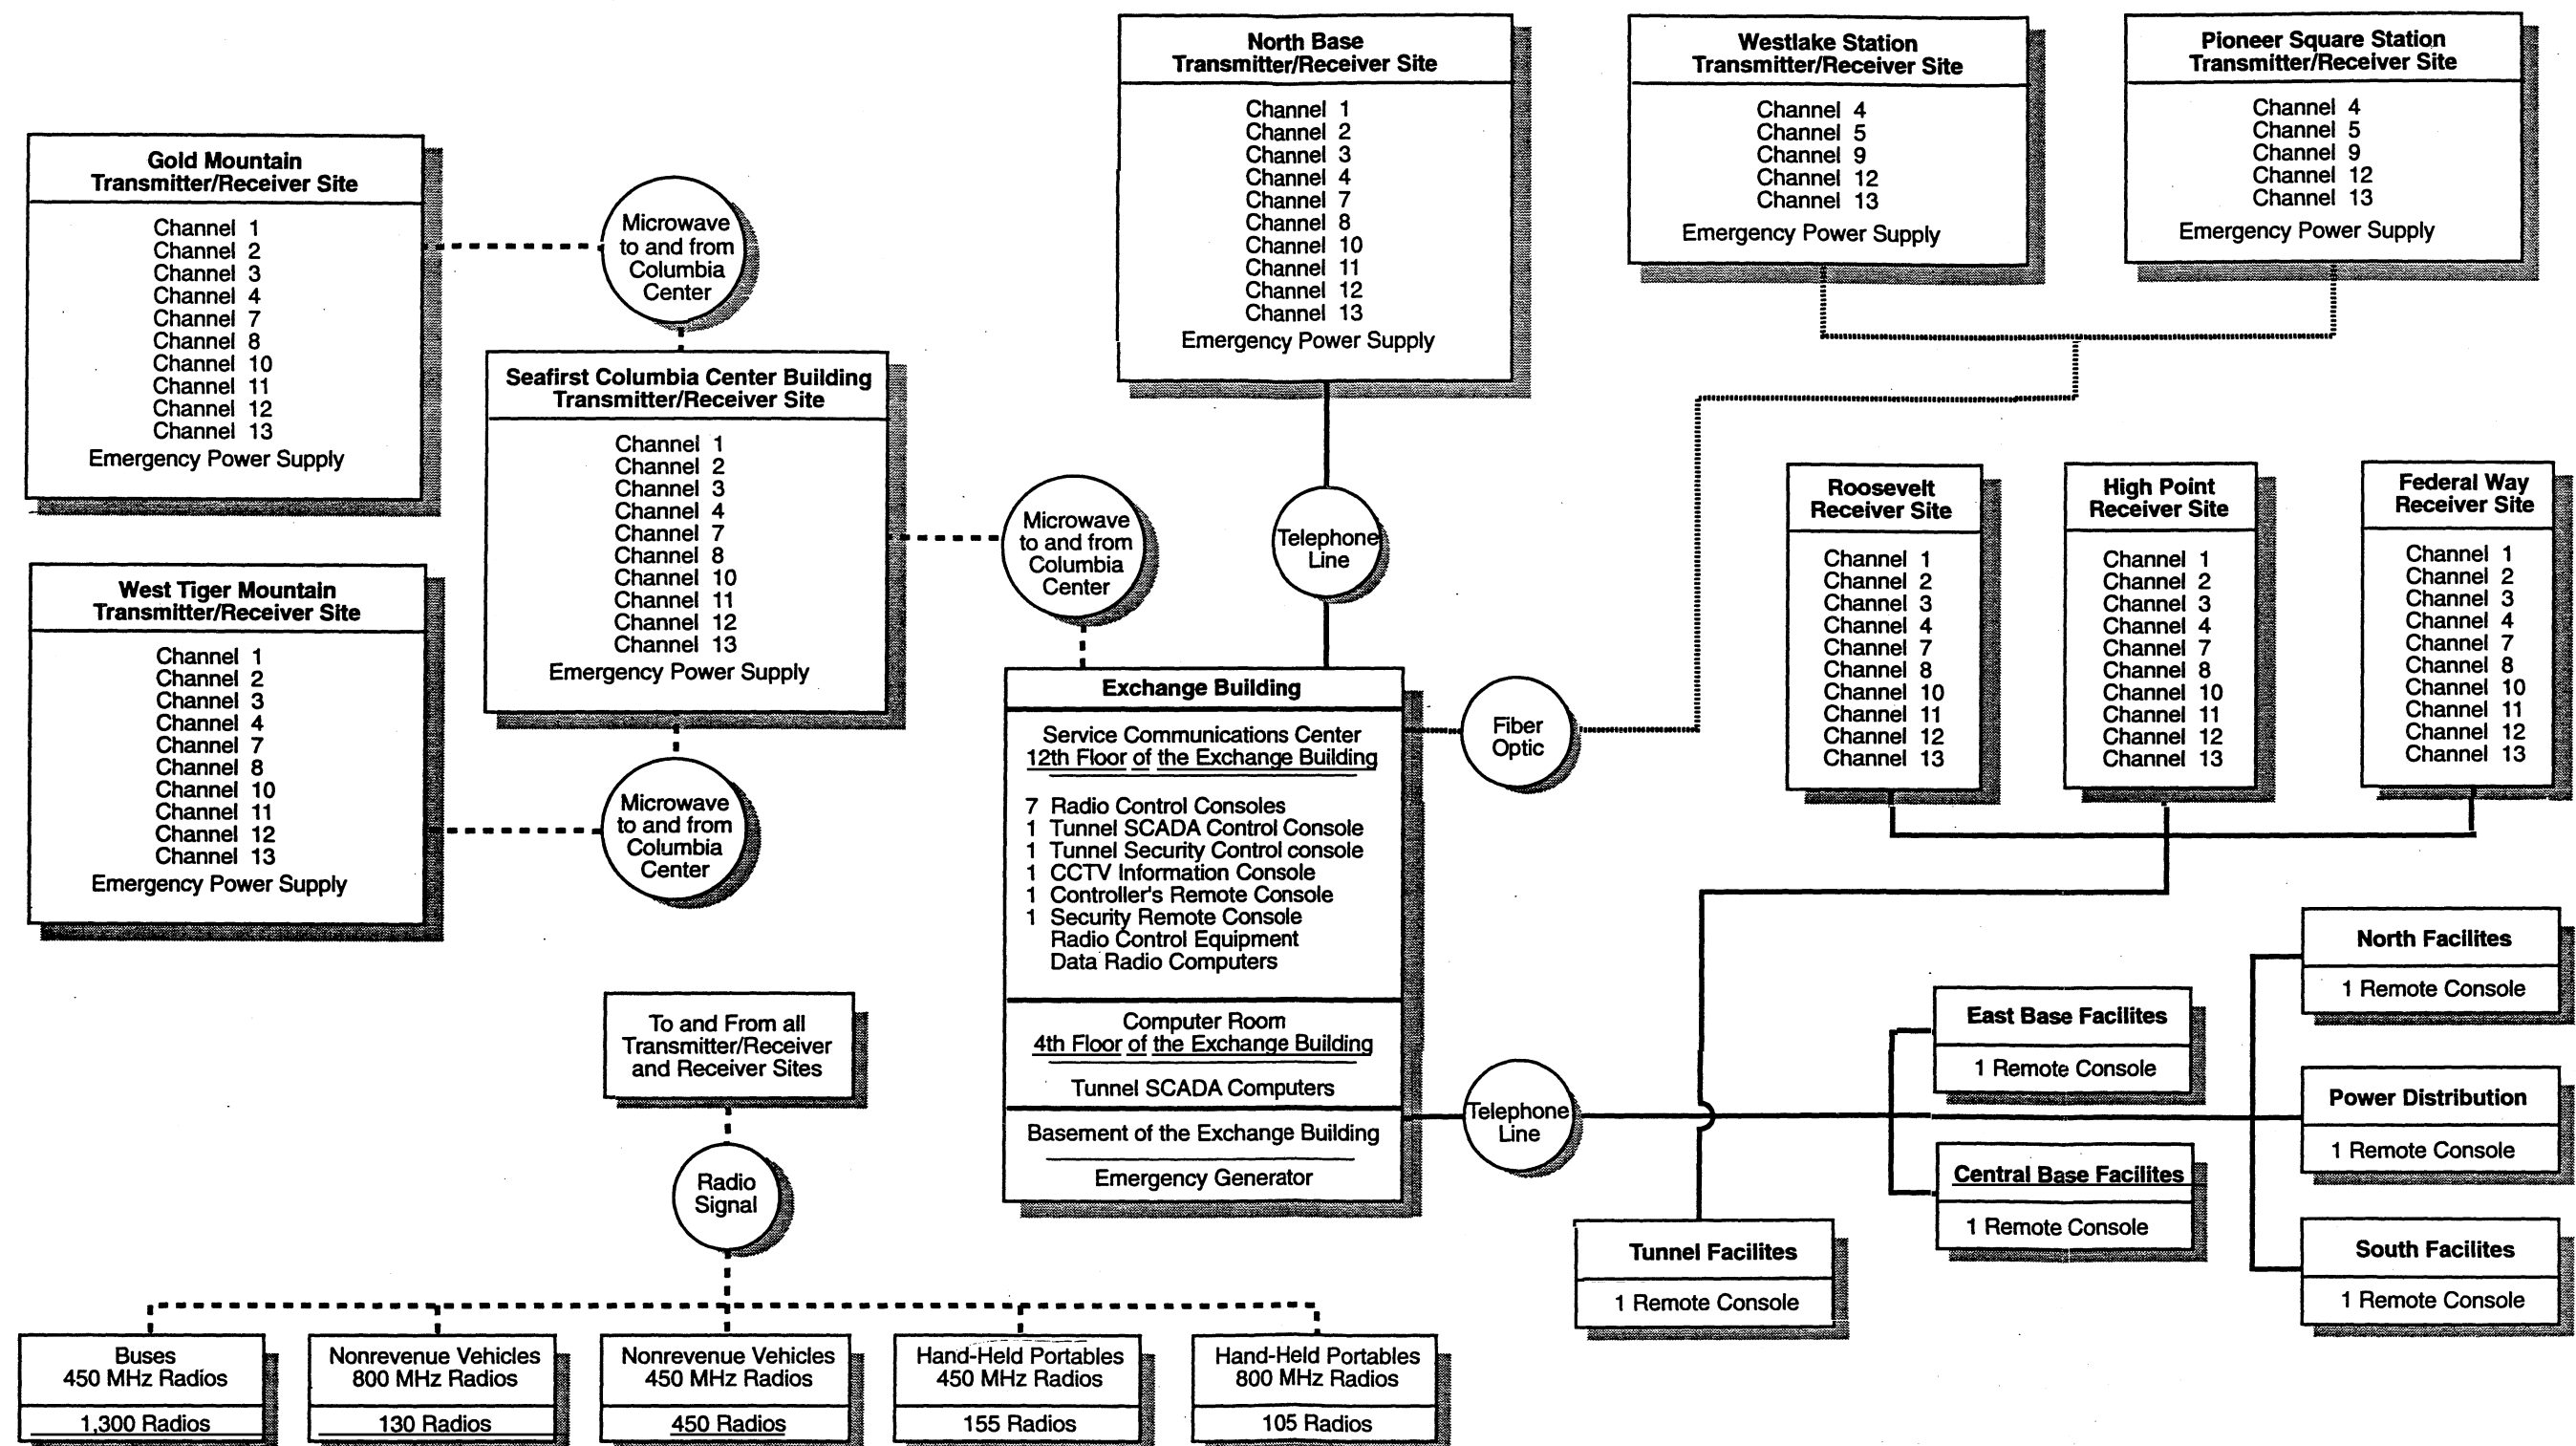 North Base
Transmitter/Receiver Site
Channel 1
Channel 2
Channel 3
Channel 4
Channel 7
Channel 8
Channel 10
Channel 11
Channel 12
Channel 13
Emergency Power Supply
Westlake Station
Transmitter/Receiver Site
Channel 4
Channel 5
Channel 9
Channel 12
Channel 13
Emergency Power Supply
Pioneer Square Station
Transmitter/Receiver Site
Channel 4
Channel 5
Channel 9
Channel 12
Channel 13
Emergency Power Supply
Gold Mountain
Transmitter/Receiver Site
Channel 1
Channel 2
Channel 3
Channel 4
Channel 7
Channel 8
Channel 10
Channel 11
Channel 12
Channel 13
Emergency Power Supply
Microwave
to and from
Columbia
Center
Seafirst Columbia Center Building
Transmitter/Receiver Site
Channel 1
Channel 2
Channel 3
Channel 4
Channel 7
Channel 8
Channel 10
Channel 11
Channel 12
Channel 13
Emergency Power Supply
Microwave
to and from
Columbia
Center
Telephone
Line
Roosevelt
Receiver Site
Channel 1
Channel 2
Channel 3
Channel 4
Channel 7
Channel 8
Channel 10
Channel 11
Channel 12
Channel 13
High Point
Receiver Site
Channel 1
Channel 2
Channel 3
Channel 4
Channel 7
Channel 8
Channel 10
Channel 11
Channel 12
Channel 13
Federal Way
Receiver Site
Channel 1
Channel 2
Channel 3
Channel 4
Channel 7
Channel 8
Channel 10
Channel 11
Channel 12
Channel 13
West Tiger Mountain
Transmitter/Receiver Site
Channel 1
Channel 2
Channel 3
Channel 4
Channel 7
Channel 8
Channel 10
Channel 11
Channel 12
Channel 13
Emergency Power Supply
Microwave
to and from
Columbia
Center
Exchange Building
Service Communications Center
12th Floor of the Exchange Building
7 Radio Control Consoles
1 Tunnel SCADA Control Console
1 Tunnel Security Control console
1 CCTV Information Console
1 Controller's Remote Console
1 Security Remote Console
Radio Control Equipment
Data Radio Computers
Computer Room
4th Floor of the Exchange Building
Tunnel SCADA Computers
Basement of the Exchange Building
Emergency Generator
Fiber
Optic
Telephone
Line
North Facilites
1 Remote Console
East Base Facilites
1 Remote Console
Power Distribution
1 Remote Console
Central Base Facilites
1 Remote Console
Tunnel Facilites
1 Remote Console
South Facilites
1 Remote Console
To and From all
Transmitter/Receiver
and Receiver Sites
Radio
Signal
Buses
450 MHz Radios
1,300 Radios
Nonrevenue Vehicles
800 MHz Radios
130 Radios
Nonrevenue Vehicles
450 MHz Radios
450 Radios
Hand-Held Portables
450 MHz Radios
155 Radios
Hand-Held Portables
800 MHz Radios
105 Radios